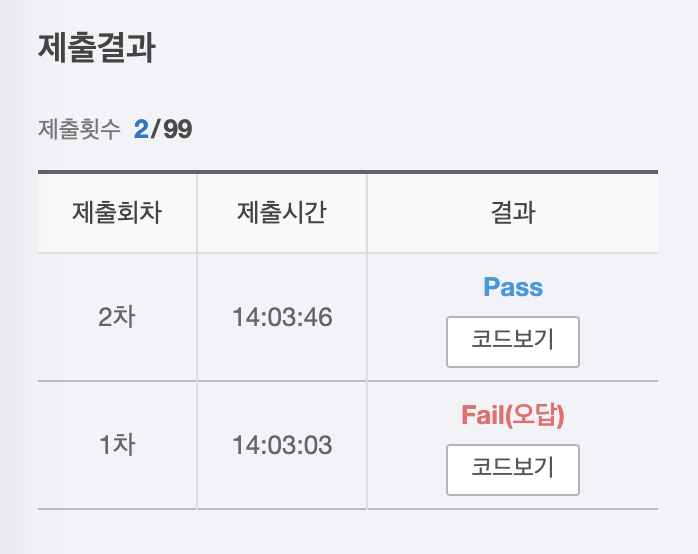 제출결과
제출횟수 2/99
제출회차 제출시간 결과
2차 14:03:46 Pass
코드보기
1차 14:03:03 Fail(오답)
코드보기